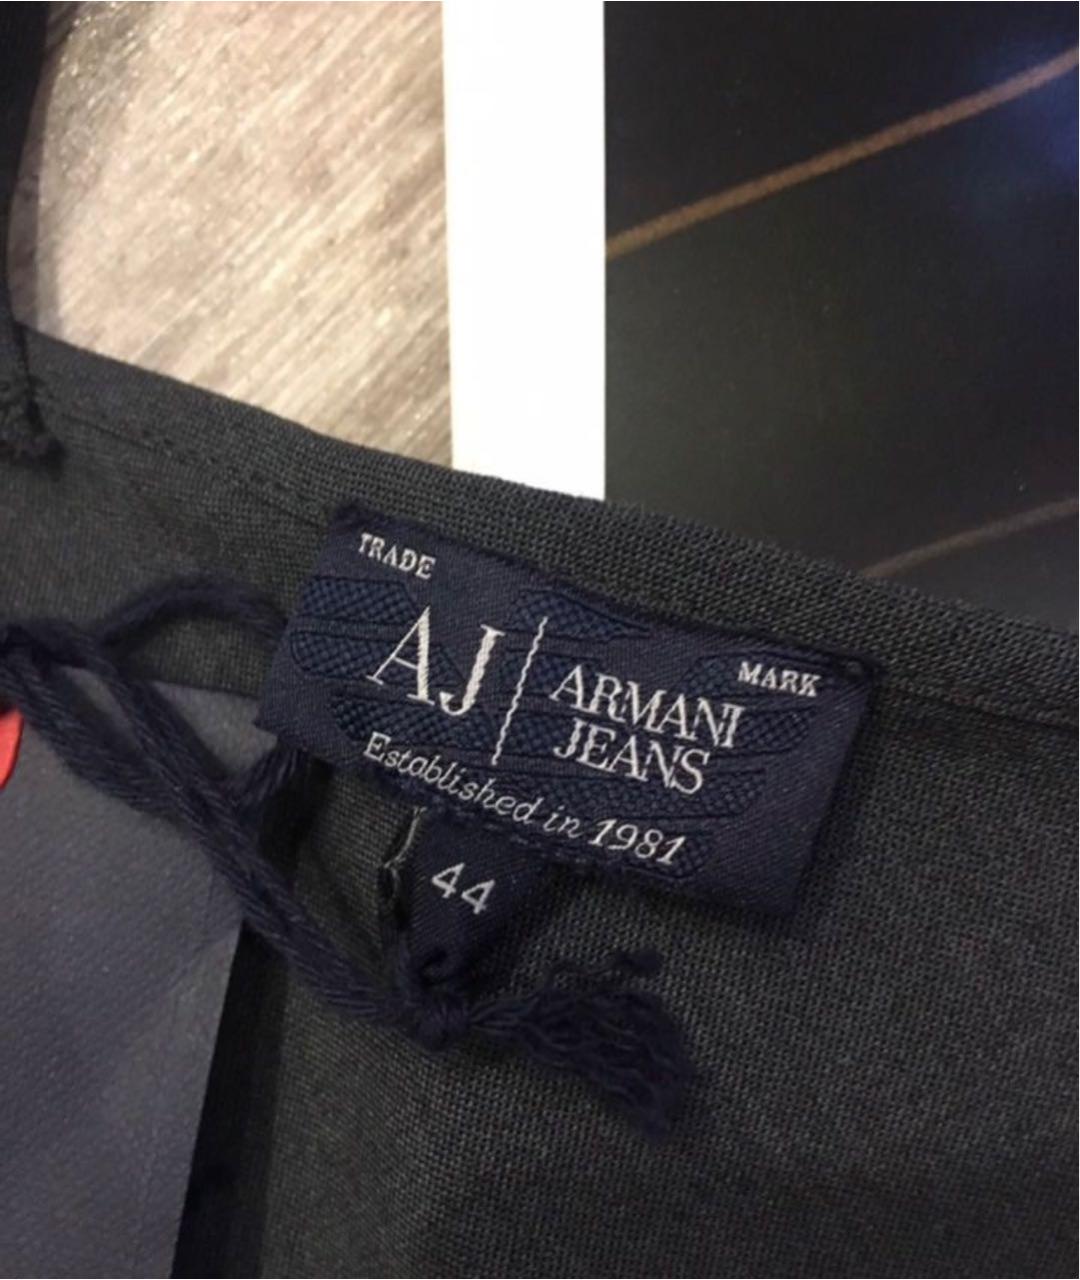 TRADE
MARK
AJ
ARMANI
JEANS
Established in 1981
44